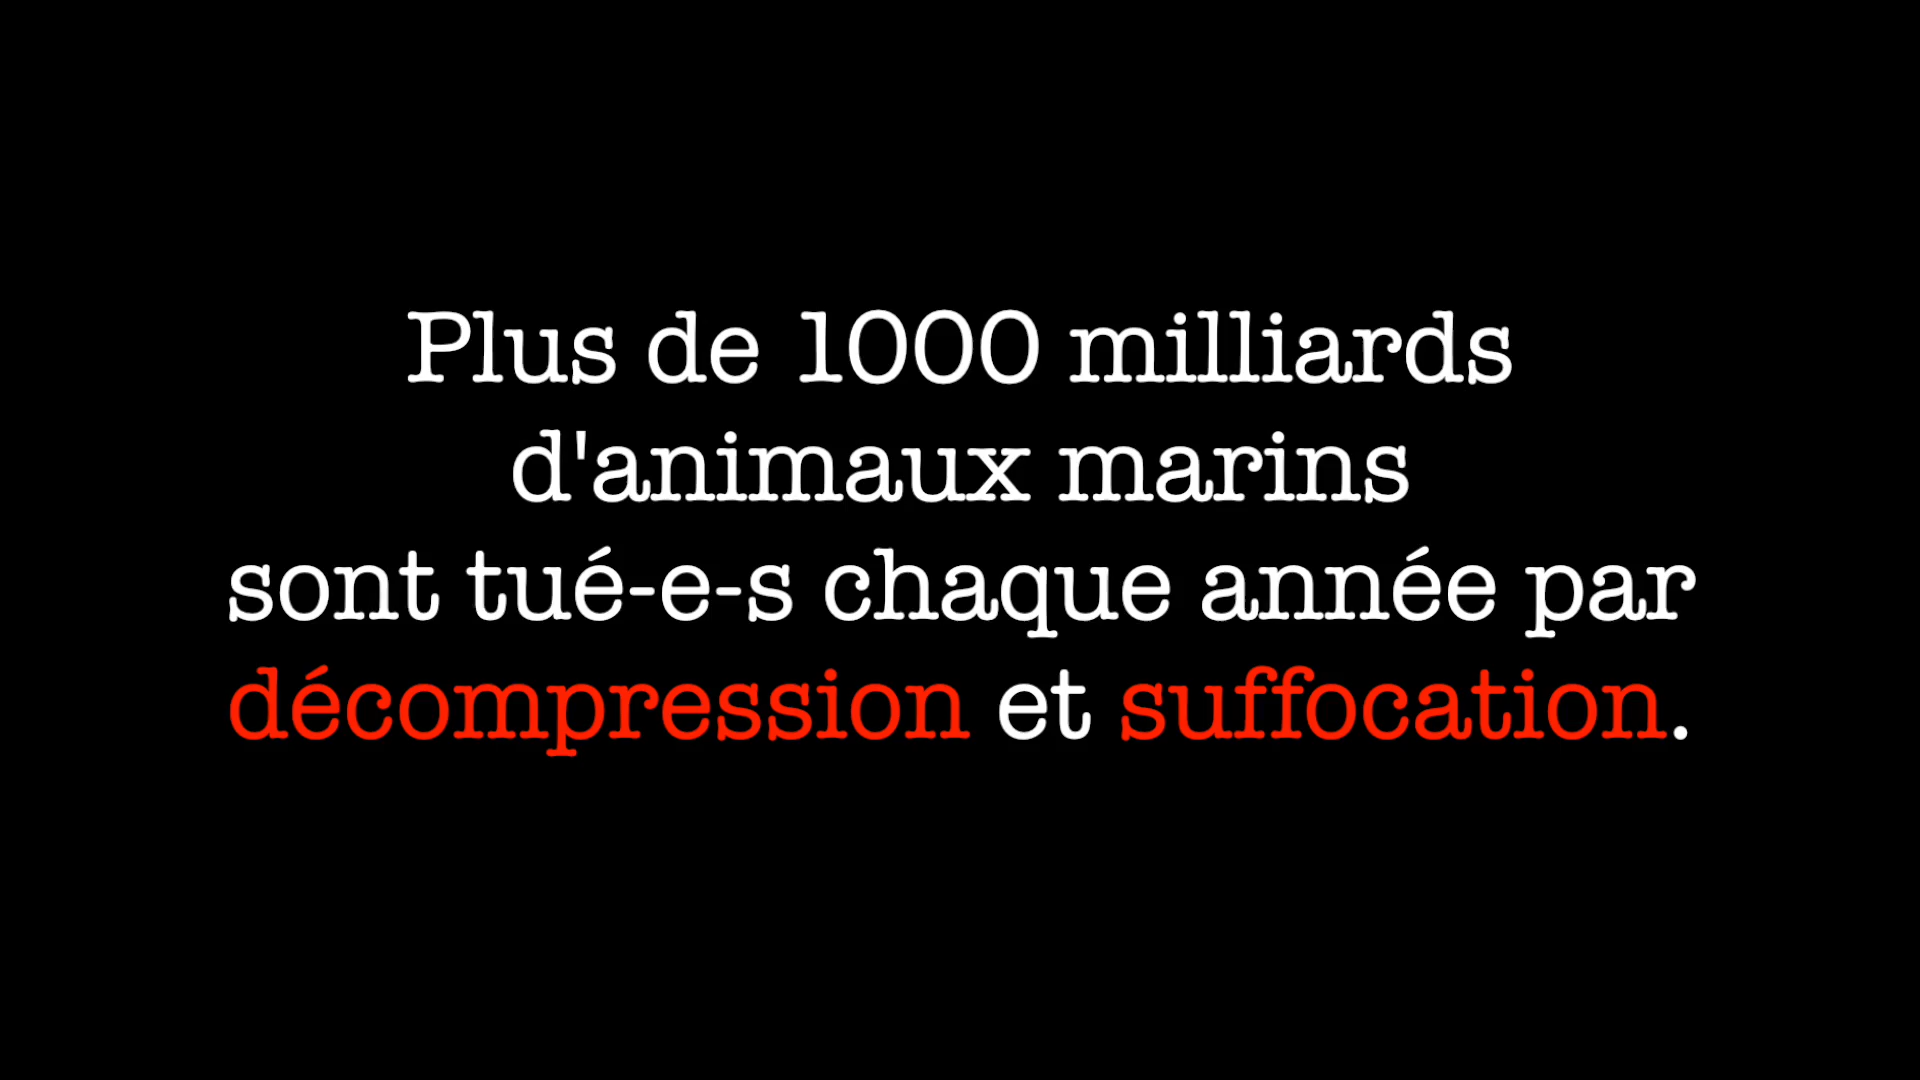 Plus de 1000 milliards
d'animaux marins
sont tué-e-s chaque année par
décompression et suffocation.